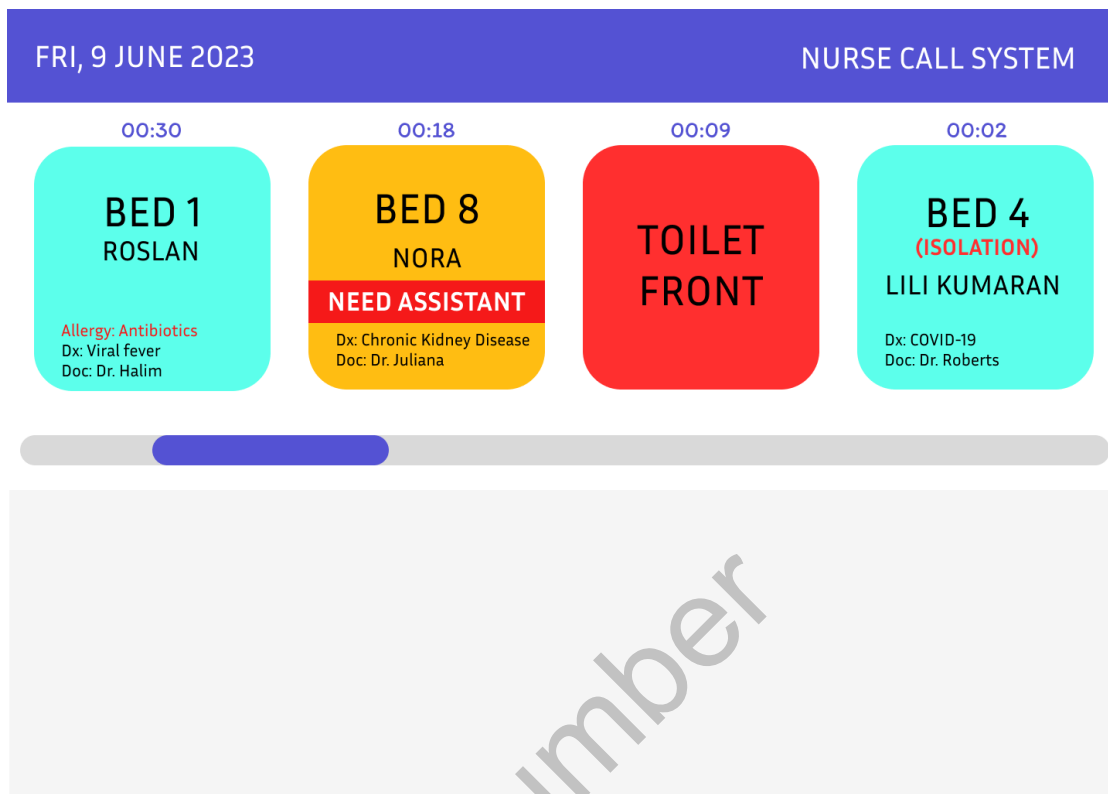 FRI, 9 JUNE 2023
NURSE CALL SYSTEM
00:30
BED 1
ROSLAN
Allergy: Antibiotics
Dx: Viral fever
Doc: Dr. Halim
00:18
BED 8
NORA
NEED ASSISTANT
Dx: Chronic Kidney Disease
Doc: Dr. Juliana
00:09
TOILET
FRONT
00:02
BED 4
(ISOLATION)
LILI KUMARAN
Dx: COVID-19
Doc: Dr. Roberts